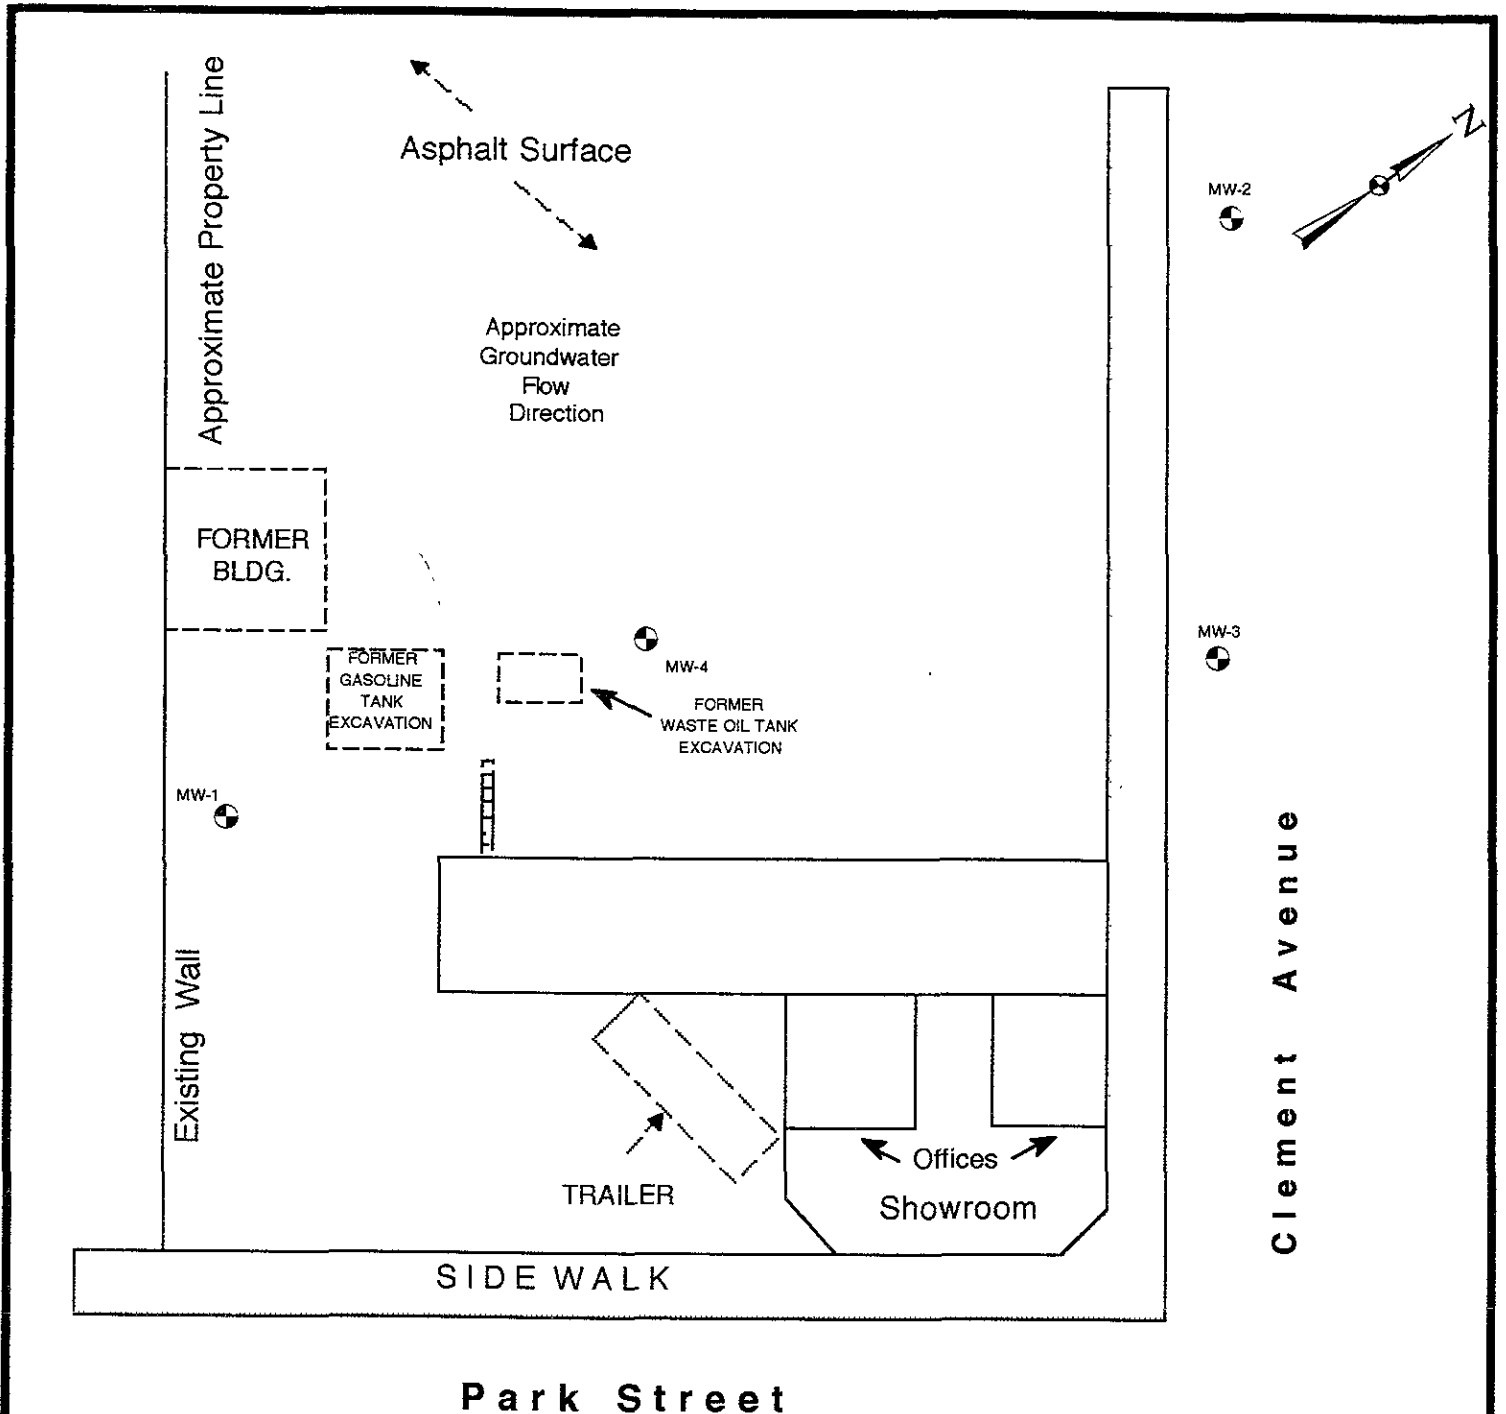 Approximate Property Line
Asphalt Surface
N
MW-2
Approximate
Groundwater
Flow
Direction
FORMER
BLDG.
MW-3
MW-4
FORMER
GASOLINE
TANK
EXCAVATION
FORMER
WASTE OIL TANK
EXCAVATION
MW-1
Existing Wall
Clement Avenue
Offices
TRAILER
Showroom
SIDE WALK
Park Street